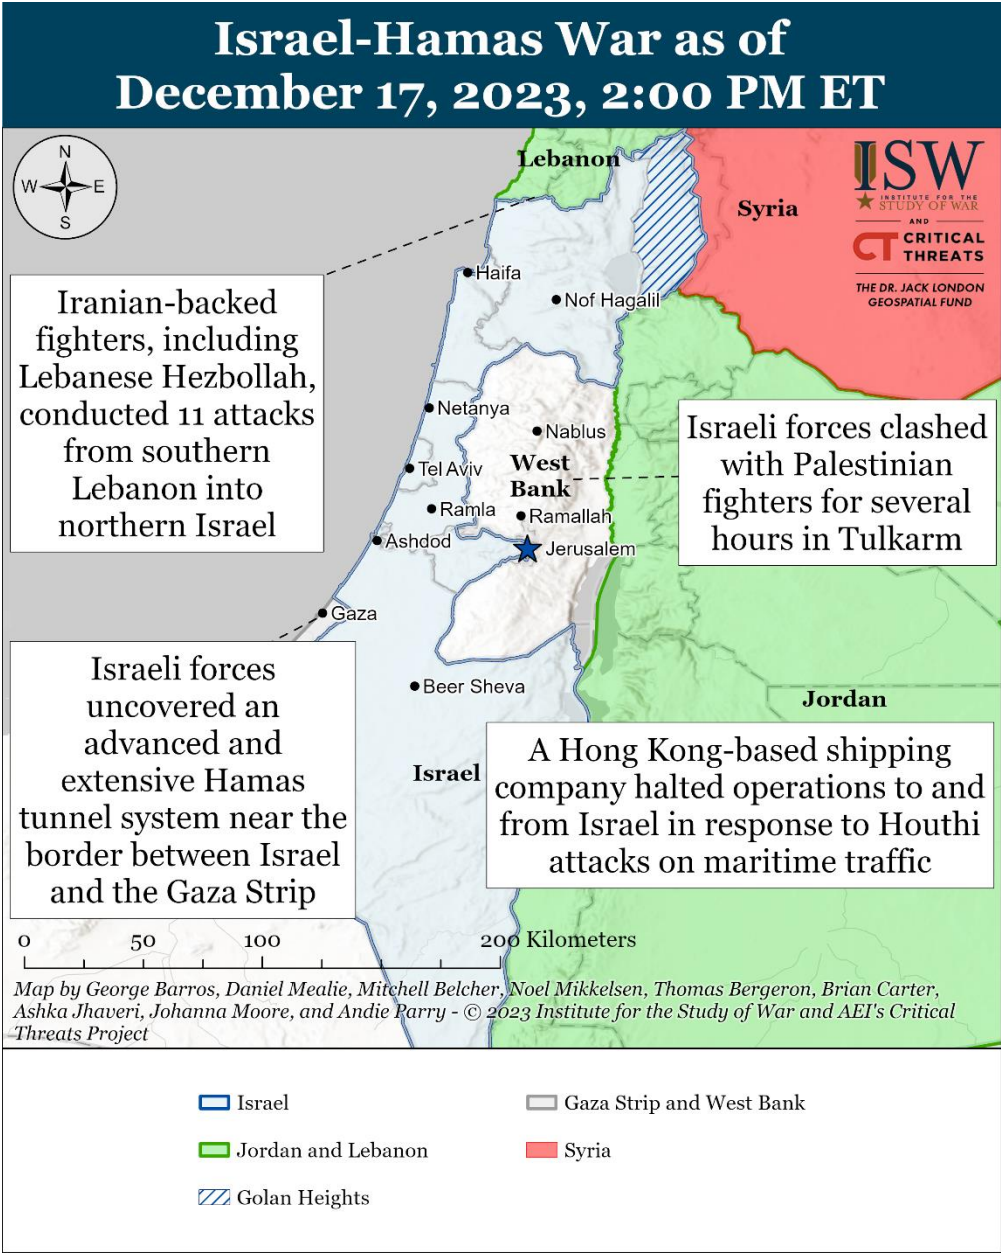 Israel-Hamas War as of
December 17, 2023, 2:00 PM ET
N
W
E
S
Lebanon
Syria
ISW
INSTITUTE FOR THE
STUDY OF WAR
AND
CT CRITICAL
THREATS
THE DR. JACK LONDON
GEOSPATIAL FUND
Haifa
Nof Hagalil
Iranian-backed
fighters, including
Lebanese Hezbollah,
conducted 11 attacks
from southern
Lebanon into
northern Israel
Netanya
Nablus
Tel Aviv
West
Bank
Ramla
Ramallah
Ashdod
Jerusalem
Israeli forces clashed
with Palestinian
fighters for several
hours in Tulkarm
Gaza
Israeli forces
uncovered an
advanced and
extensive Hamas
tunnel system near the
border between Israel
and the Gaza Strip
Beer Sheva
Jordan
Israel
A Hong Kong-based shipping
company halted operations to and
from Israel in response to Houthi
attacks on maritime traffic
0 50 100 200 Kilometers
Map by George Barros, Daniel Mealie, Mitchell Belcher, Noel Mikkelsen, Thomas Bergeron, Brian Carter,
Ashka Jhaveri, Johanna Moore, and Andie Parry - © 2023 Institute for the Study of War and AEI's Critical
Threats Project
Israel
Gaza Strip and West Bank
Jordan and Lebanon
Syria
Golan Heights